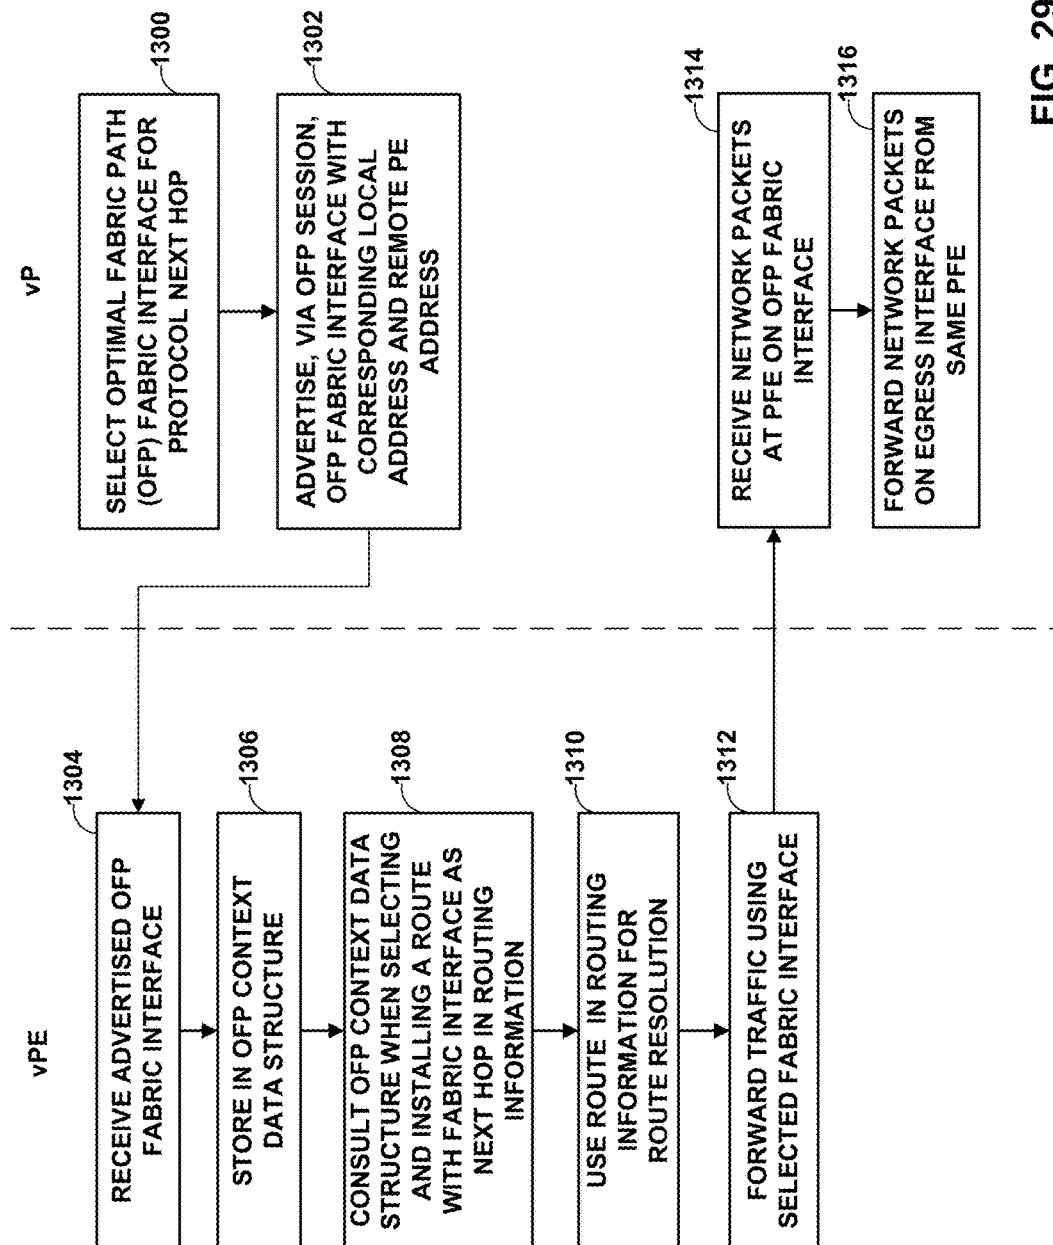 vPE
vP
1300
SELECT OPTIMAL FABRIC PATH
(OFP) FABRIC INTERFACE FOR
PROTOCOL NEXT HOP
1302
ADVERTISE, VIA OFP SESSION,
OFP FABRIC INTERFACE WITH
CORRESPONDING LOCAL
ADDRESS AND REMOTE PE
ADDRESS
1304
RECEIVE ADVERTISED OFP
FABRIC INTERFACE
1306
STORE IN OFP CONTEXT
DATA STRUCTURE
1308
CONSULT OFP CONTEXT DATA
STRUCTURE WHEN SELECTING
AND INSTALLING A ROUTE
WITH FABRIC INTERFACE AS
NEXT HOP IN ROUTING
INFORMATION
1310
USE ROUTE IN ROUTING
INFORMATION FOR
ROUTE RESOLUTION
1312
FORWARD TRAFFIC USING
SELECTED FABRIC INTERFACE
1314
RECEIVE NETWORK PACKETS
AT PFE ON OFP FABRIC
INTERFACE
1316
FORWARD NETWORK PACKETS
ON EGRESS INTERFACE FROM
SAME PFE
FIG. 29